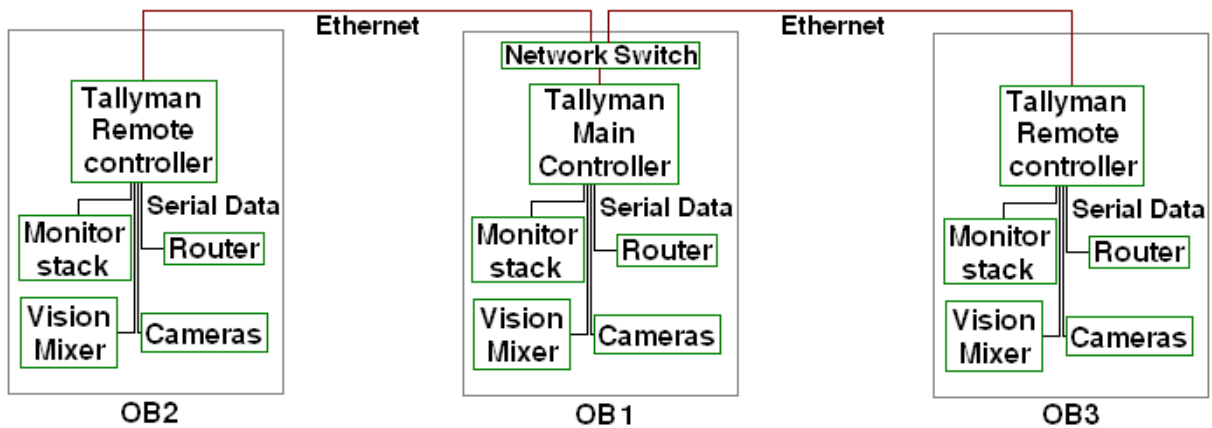 Ethernet
Ethernet
OB2
Tallyman
Remote
controller
Serial Data
Monitor
stack
Router
Vision
Mixer
Cameras
Network Switch
Tallyman
Main
Controller
Serial Data
Monitor
stack
Router
Vision
Mixer
Cameras
OB1
Tallyman
Remote
controller
Serial Data
Monitor
stack
Router
Vision
Mixer
Cameras
OB3